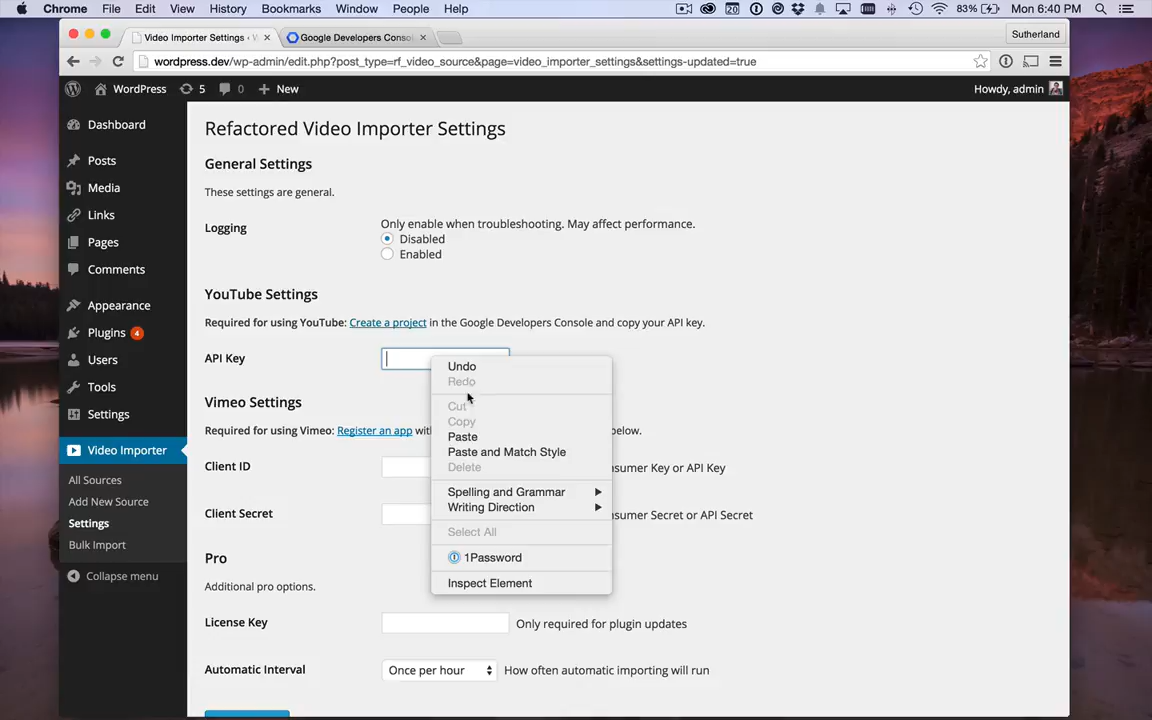 Chrome File Edit View History Bookmarks Window People Help 20 83% Mon 6:40 PM
Video Importer Settings ‹ Google Developers Conso Sutherland
wordpress.dev/wp-admin/edit.php?post_type=rf_video_source&page=video_importer_settings&settings-updated=true
WordPress 5 0 New Howdy, admin
Dashboard
Posts
Media
Links
Pages
Comments
Appearance
Plugins 4
Users
Tools
Settings
Video Importer
All Sources
Add New Source
Settings
Bulk Import
Collapse menu
Refactored Video Importer Settings
General Settings
These settings are general.
Logging
Only enable when troubleshooting. May affect performance.
Disabled
Enabled
YouTube Settings
Required for using YouTube: Create a project in the Google Developers Console and copy your API key.
API Key
Vimeo Settings
Required for using Vimeo: Register an app wit below.
Client ID sumer Key or API Key
Client Secret sumer Secret or API Secret
Pro
Additional pro options.
License Key Only required for plugin updates
Automatic Interval Once per hour How often automatic importing will run
Undo
Redo
Cut
Copy
Paste
Paste and Match Style
Delete
Spelling and Grammar
Writing Direction
Select All
1Password
Inspect Element